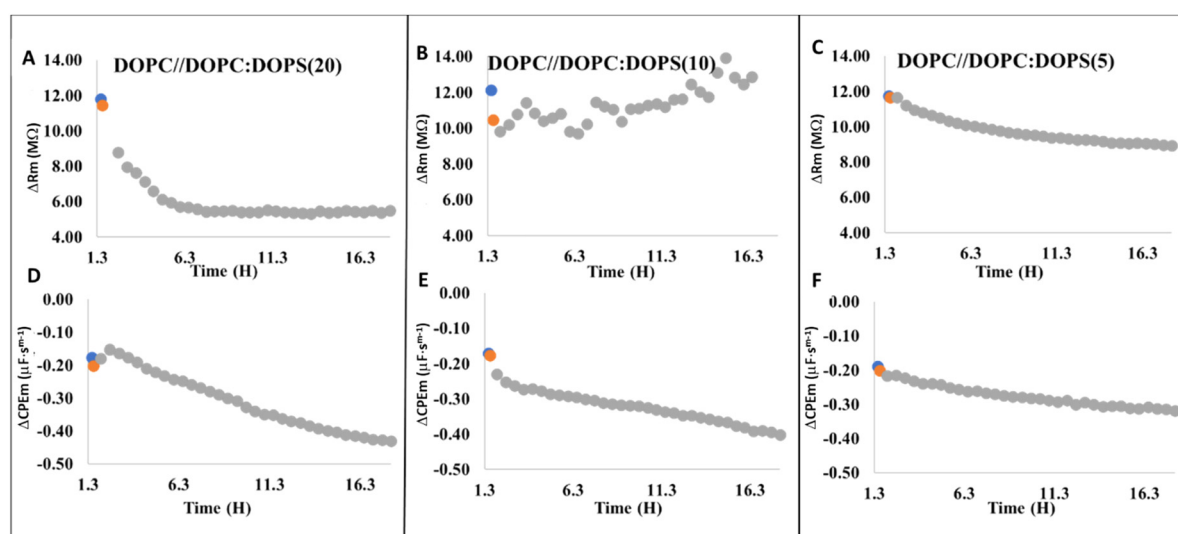 A
DOPC//DOPC:DOPS(20)
14.00
12.00
10.00
8.00
6.00
4.00
ΔRm (MΩ)
1.3 6.3 11.3 16.3
Time (H)
B
DOPC//DOPC:DOPS(10)
14.00
12.00
10.00
8.00
6.00
4.00
ΔRm (MΩ)
1.3 6.3 11.3 16.3
Time (H)
C
DOPC//DOPC:DOPS(5)
14.00
12.00
10.00
8.00
6.00
4.00
ΔRm (MΩ)
1.3 6.3 11.3 16.3
Time (H)
D
0.00
-0.10
-0.20
-0.30
-0.40
-0.50
ΔCPEm (μF·sᵐ⁻¹)
1.3 6.3 11.3 16.3
Time (H)
E
0.00
-0.10
-0.20
-0.30
-0.40
-0.50
ΔCPEm (μF·sᵐ⁻¹)
1.3 6.3 11.3 16.3
Time (H)
F
0.00
-0.10
-0.20
-0.30
-0.40
-0.50
ΔCPEm (μF·sᵐ⁻¹)
1.3 6.3 11.3 16.3
Time (H)